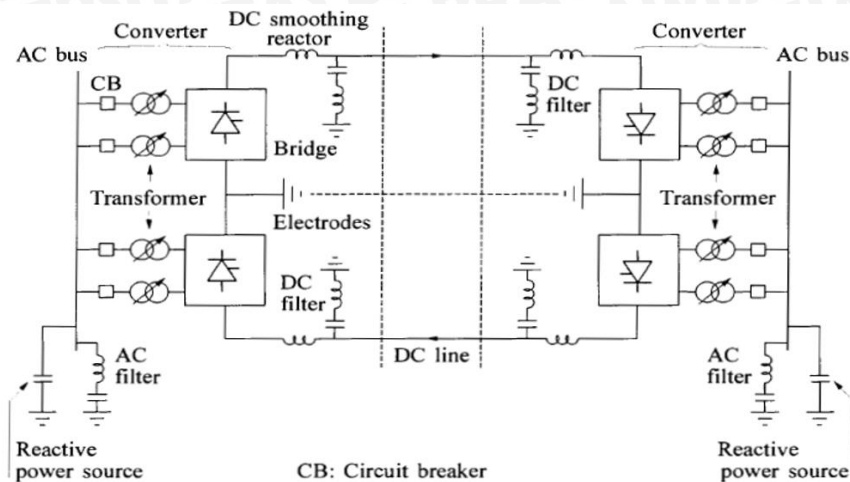 DC smoothing
reactor
Converter
AC bus
CB
Bridge
Transformer
Electrodes
DC
filter
AC
filter
Reactive
power source
DC line
CB: Circuit breaker
Converter
AC bus
DC
filter
Transformer
AC
filter
Reactive
power source